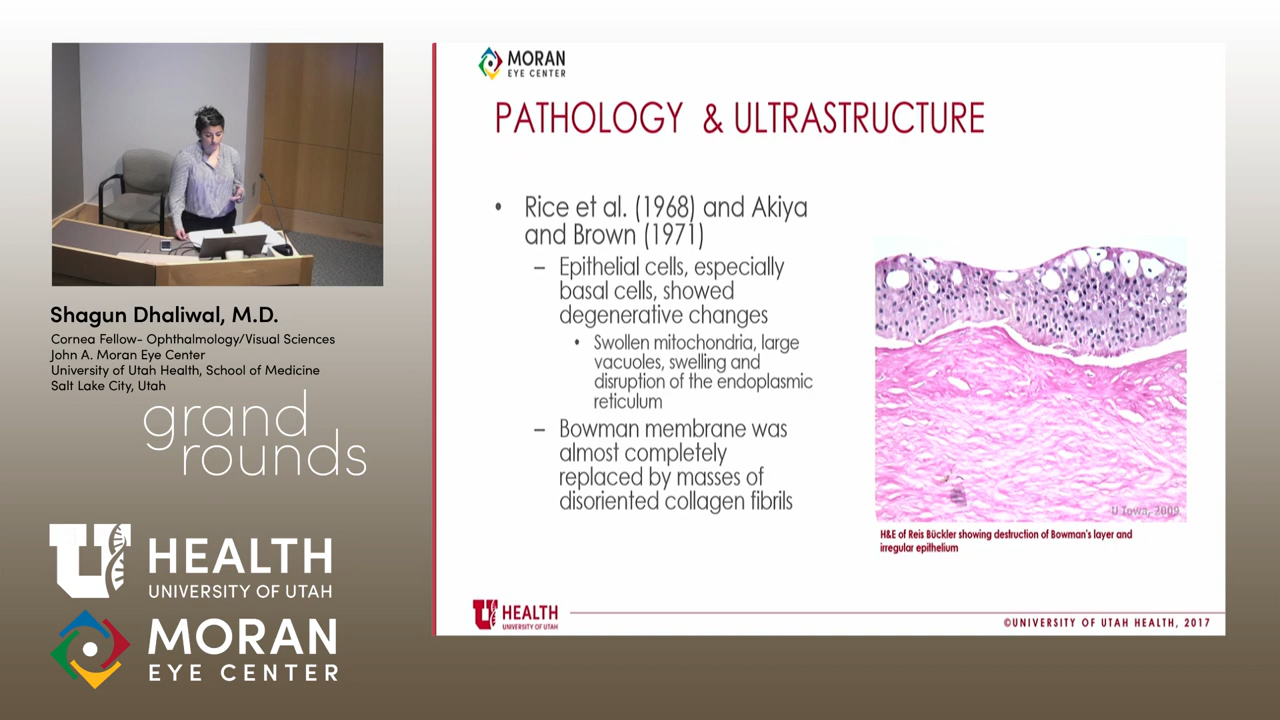 Shagun Dhaliwal, M.D.
Cornea Fellow- Ophthalmology/Visual Sciences
John A. Moran Eye Center
University of Utah Health, School of Medicine
Salt Lake City, Utah
grand
rounds
U HEALTH
UNIVERSITY OF UTAH
MORAN
EYE CENTER
MORAN
EYE CENTER
PATHOLOGY & ULTRASTRUCTURE
• Rice et al. (1968) and Akiya
and Brown (1971)
– Epithelial cells, especially
basal cells, showed
degenerative changes
• Swollen mitochondria, large
vacuoles, swelling and
disruption of the endoplasmic
reticulum
– Bowman membrane was
almost completely
replaced by masses of
disoriented collagen fibrils
U Iowa, 2009
H&E of Reis Bückler showing destruction of Bowman's layer and
irregular epithelium
U HEALTH
UNIVERSITY OF UTAH
©UNIVERSITY OF UTAH HEALTH, 2017